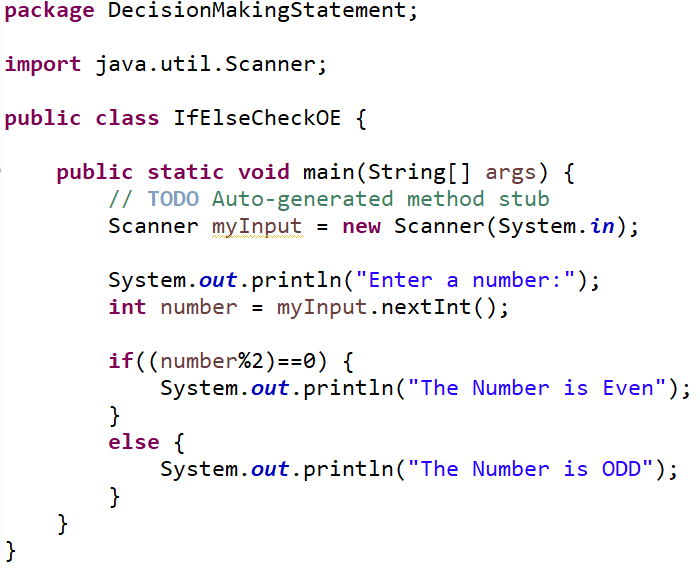 package DecisionMakingStatement;
import java.util.Scanner;
public class IfElseCheckOE {
public static void main(String[] args) {
// TODO Auto-generated method stub
Scanner myInput = new Scanner(System.in);
System.out.println("Enter a number:");
int number = myInput.nextInt();
if((number%2)==0) {
System.out.println("The Number is Even");
}
else {
System.out.println("The Number is ODD");
}
}
}